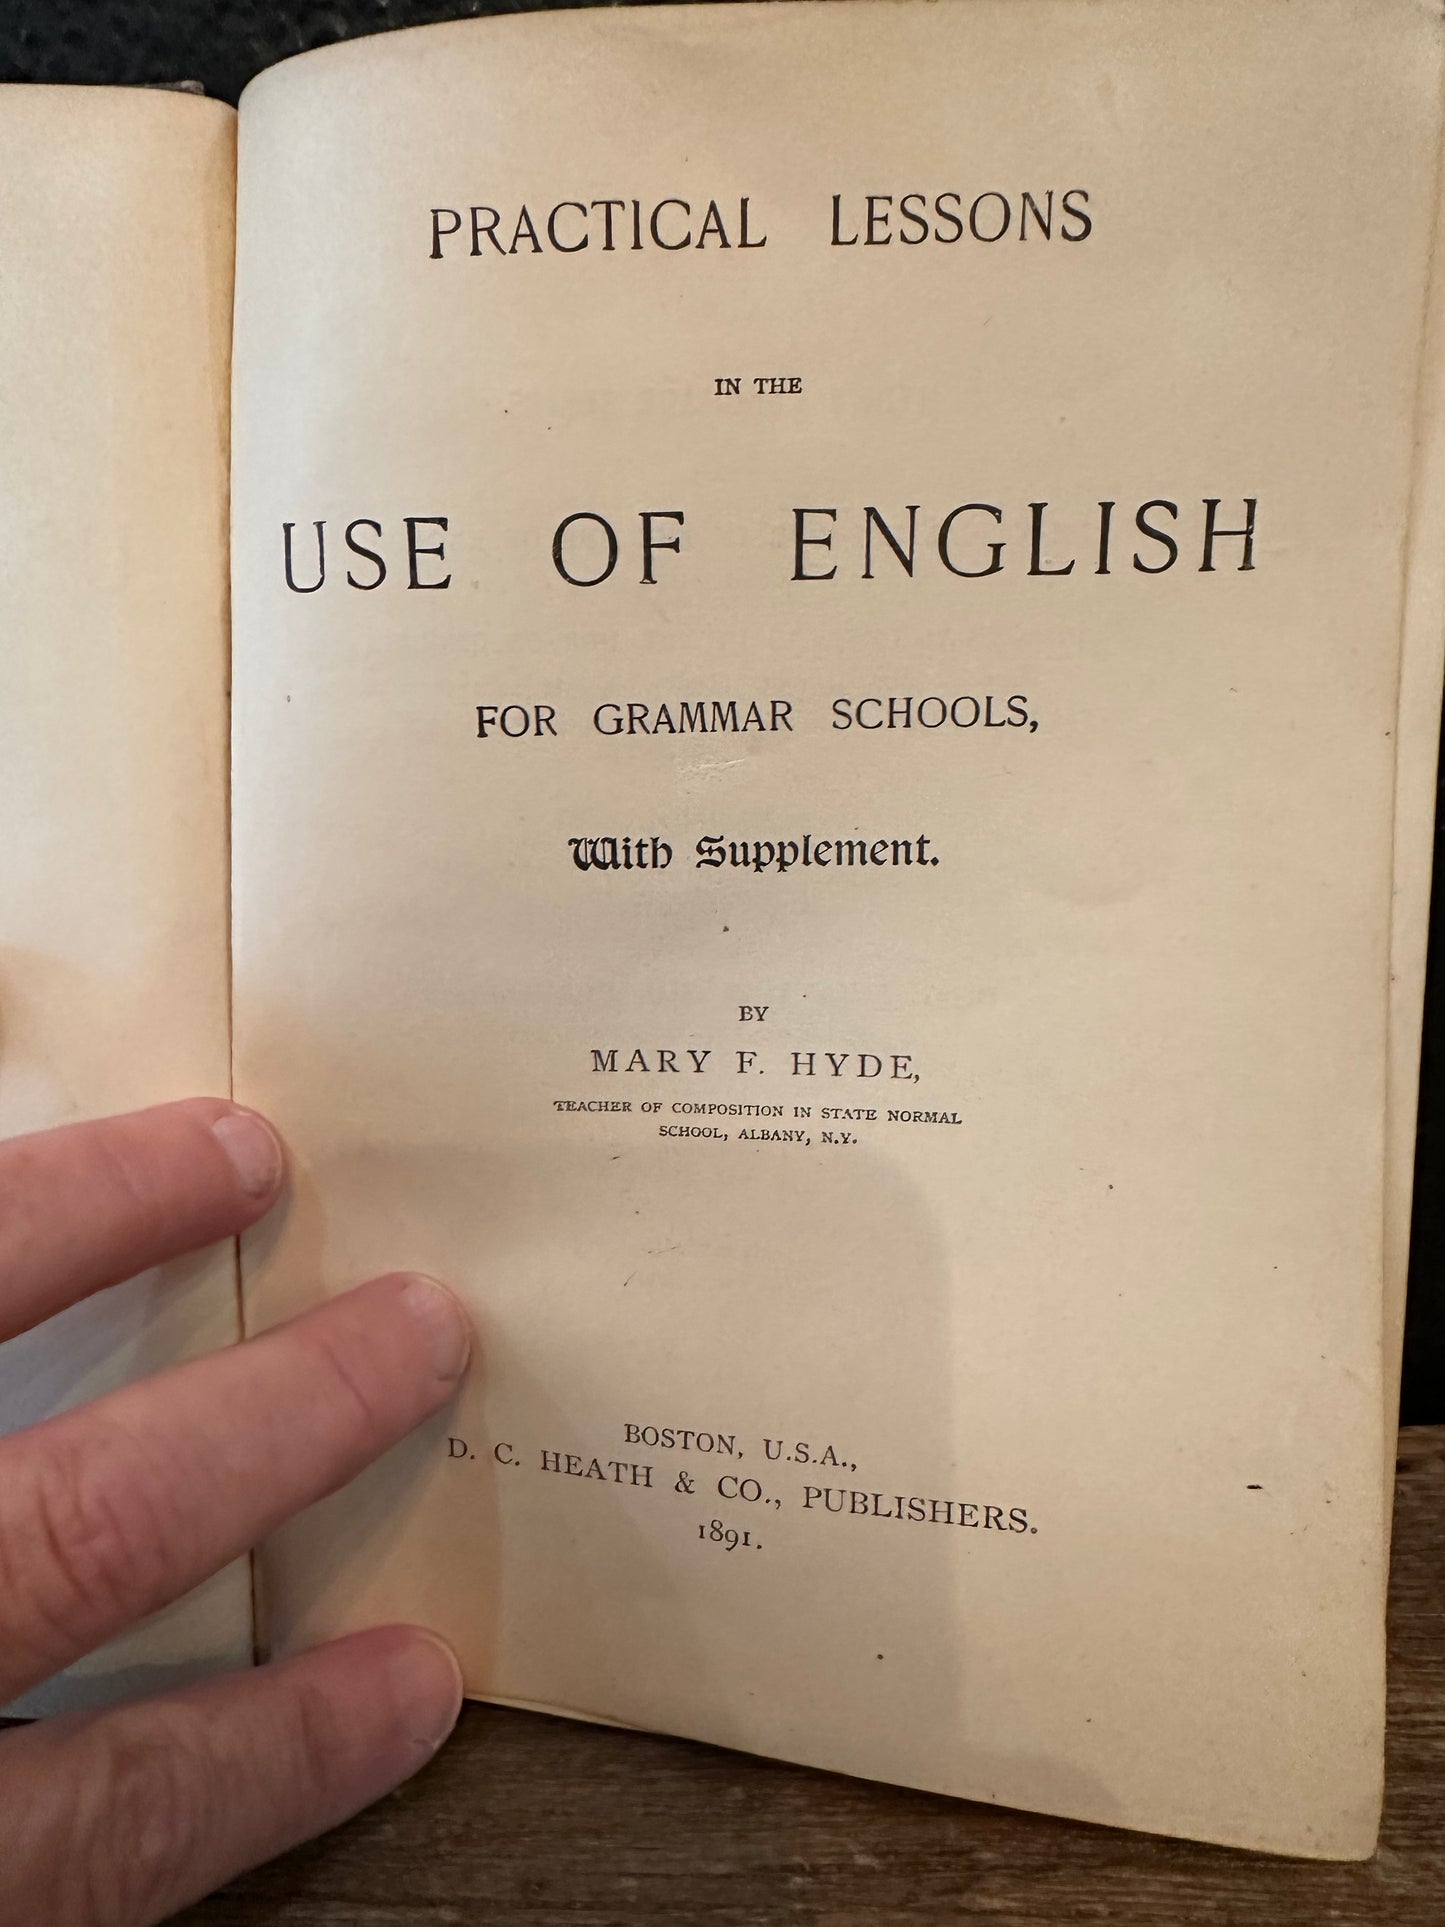 PRACTICAL LESSONS
IN THE
USE OF ENGLISH
FOR GRAMMAR SCHOOLS,
With Supplement.
BY
MARY F. HYDE,
TEACHER OF COMPOSITION IN STATE NORMAL
SCHOOL, ALBANY, N.Y.
BOSTON, U.S.A.,
D. C. HEATH & CO., PUBLISHERS.
1891.